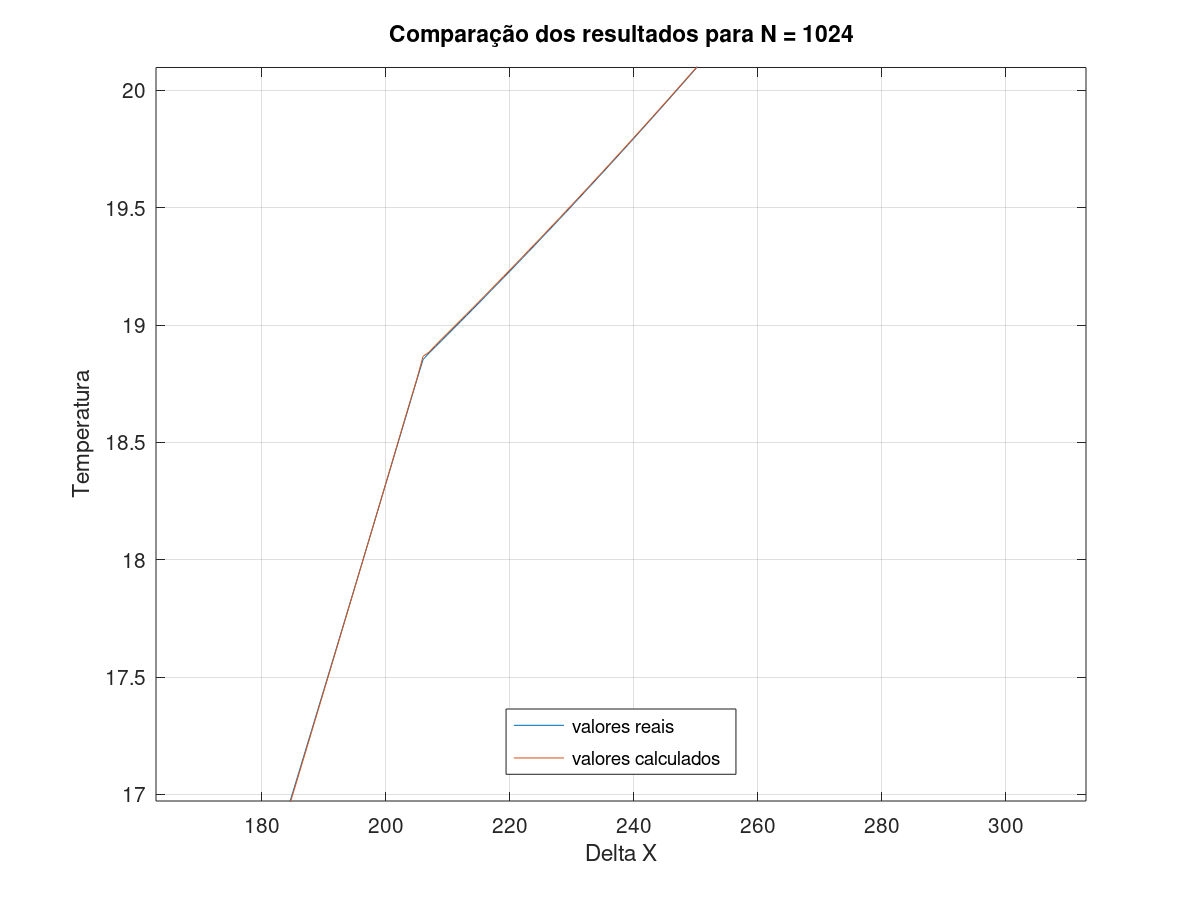 Comparação dos resultados para N = 1024
20
19.5
19
18.5
18
17.5
17
Temperatura
valores reais
valores calculados
180 200 220 240 260 280 300
Delta X